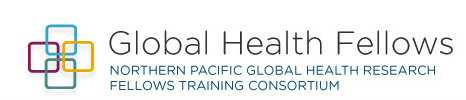 Global Health Fellows
NORTHERN PACIFIC GLOBAL HEALTH RESEARCH
FELLOWS TRAINING CONSORTIUM